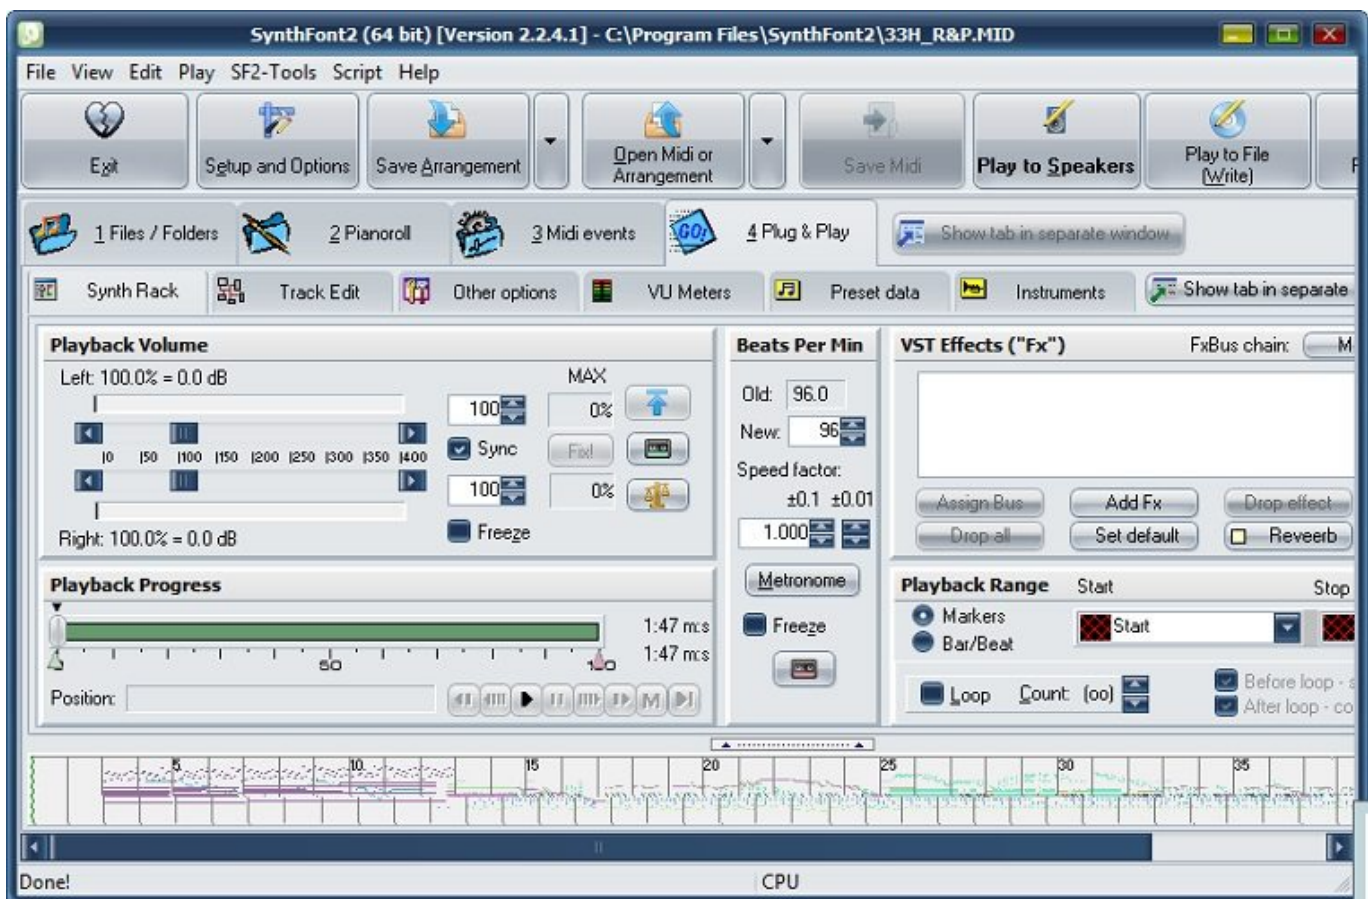 SynthFont2 (64 bit) [Version 2.2.4.1] - C:\Program Files\SynthFont2\33H_R&P.MID
File View Edit Play SF2-Tools Script Help
Exit
Setup and Options
Save Arrangement
Open Midi or
Arrangement
Save Midi
Play to Speakers
Play to File
(Write)
1 Files / Folders
2 Pianoroll
3 Midi events
GO!
4 Plug & Play
Show tab in separate window
Synth Rack
Track Edit
Other options
VU Meters
Preset data
Instruments
Show tab in separate
Playback Volume
Left: 100.0% = 0.0 dB
MAX
100
0%
Sync
Fix!
|0 |50 |100 |150 |200 |250 |300 |350 |400
100
0%
Freeze
Right: 100.0% = 0.0 dB
Beats Per Min
Old: 96.0
New: 96
Speed factor:
±0.1 ±0.01
1.000
Metronome
Freeze
VST Effects ("Fx")
FxBus chain:
M
Assign Bus
Add Fx
Drop effect
Drop all
Set default
Reveerb
Playback Progress
1:47 m:s
1:47 m:s
50
100
Position:
M
Playback Range
Start
Stop
Markers
Bar/Beat
Start
Loop
Count: (oo)
Before loop - s
After loop - co
5 10 15 20 25 30 35
Done!
CPU